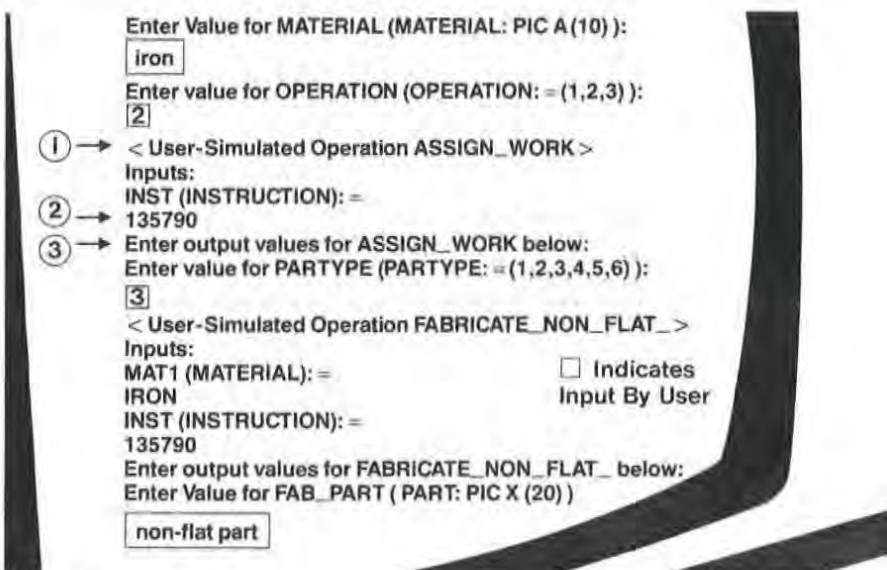 Enter Value for MATERIAL (MATERIAL: PIC A(10) ):
iron
Enter value for OPERATION (OPERATION: = (1,2,3) ):
2
1 → < User-Simulated Operation ASSIGN_WORK >
Inputs:
INST (INSTRUCTION): =
2 → 135790
3 → Enter output values for ASSIGN_WORK below:
Enter value for PARTYPE (PARTYPE: = (1,2,3,4,5,6) ):
3
< User-Simulated Operation FABRICATE_NON_FLAT_ >
Inputs:
MAT1 (MATERIAL): =
IRON
INST (INSTRUCTION): =
135790
□ Indicates
Input By User
Enter output values for FABRICATE_NON_FLAT_ below:
Enter Value for FAB_PART ( PART: PIC X (20) )
non-flat part